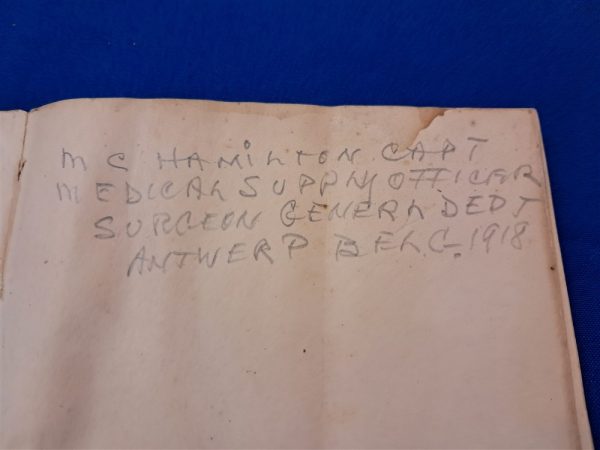 M C HAMiLTON CAPT
MEDICAL SUPPLY OFFICER
SURGEON GENERAL DEPT
ANTWERP BELG. 1918